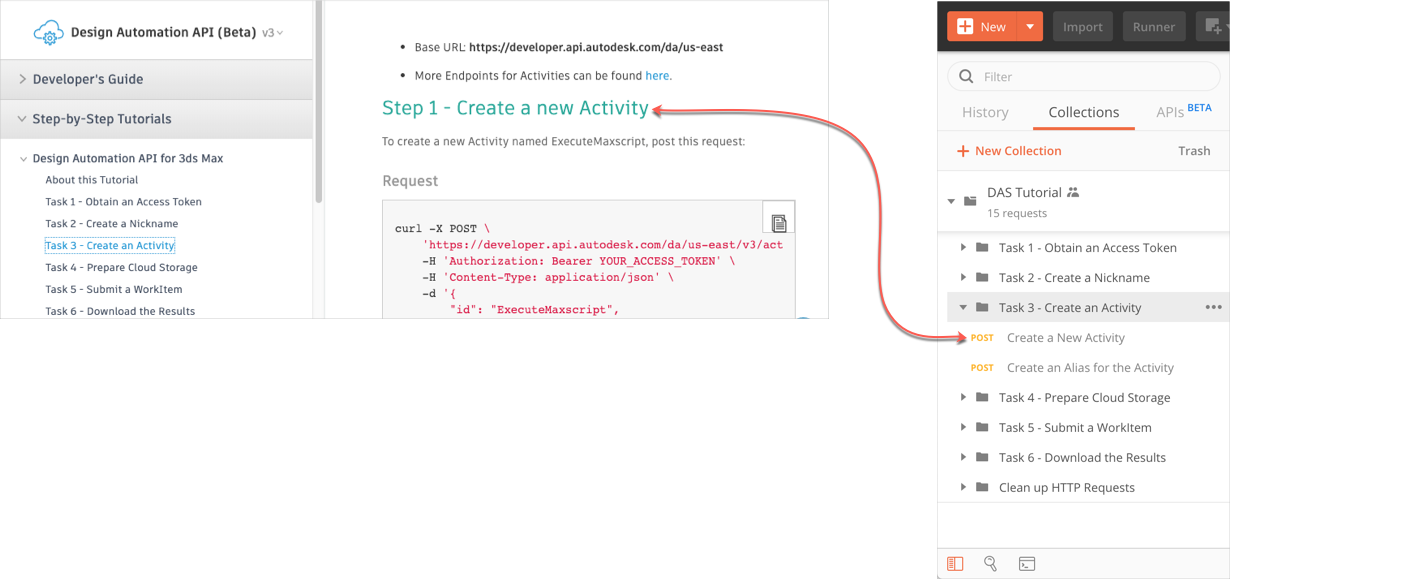 Design Automation API (Beta) v3
Developer's Guide
Step-by-Step Tutorials
Design Automation API for 3ds Max
About this Tutorial
Task 1 - Obtain an Access Token
Task 2 - Create a Nickname
Task 3 - Create an Activity
Task 4 - Prepare Cloud Storage
Task 5 - Submit a WorkItem
Task 6 - Download the Results
• Base URL: https://developer.api.autodesk.com/da/us-east
• More Endpoints for Activities can be found here.
Step 1 - Create a new Activity
To create a new Activity named ExecuteMaxscript, post this request:
Request
curl -X POST \
'https://developer.api.autodesk.com/da/us-east/v3/act
-H 'Authorization: Bearer YOUR_ACCESS_TOKEN' \
-H 'Content-Type: application/json' \
-d '{
"id": "ExecuteMaxscript",
New Import Runner
Filter
History Collections APIs BETA
+ New Collection Trash
DAS Tutorial
15 requests
Task 1 - Obtain an Access Token
Task 2 - Create a Nickname
Task 3 - Create an Activity
POST Create a New Activity
POST Create an Alias for the Activity
Task 4 - Prepare Cloud Storage
Task 5 - Submit a WorkItem
Task 6 - Download the Results
Clean up HTTP Requests